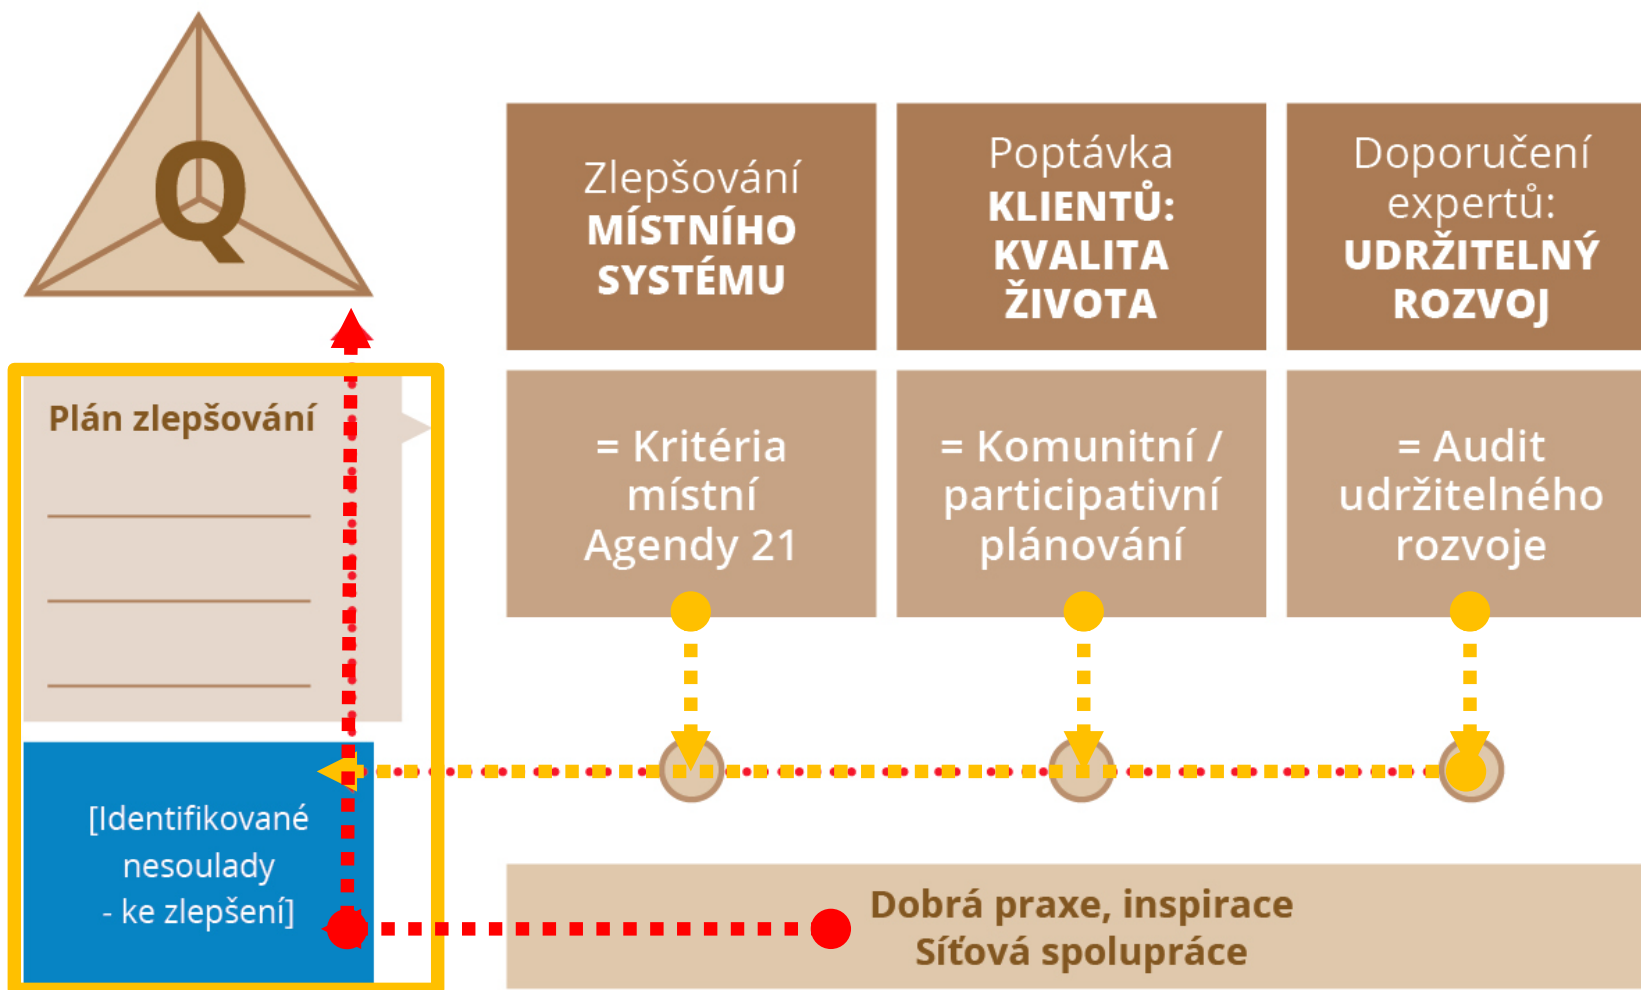 Q
Zlepšování
MÍSTNÍHO
SYSTÉMU
Poptávka
KLIENTŮ:
KVALITA
ŽIVOTA
Doporučení
expertů:
UDRŽITELNÝ
ROZVOJ
Plán zlepšování
= Kritéria
místní
Agendy 21
= Komunitní /
participativní
plánování
= Audit
udržitelného
rozvoje
[Identifikované
nesoulady
- ke zlepšení]
Dobrá praxe, inspirace
Síťová spolupráce